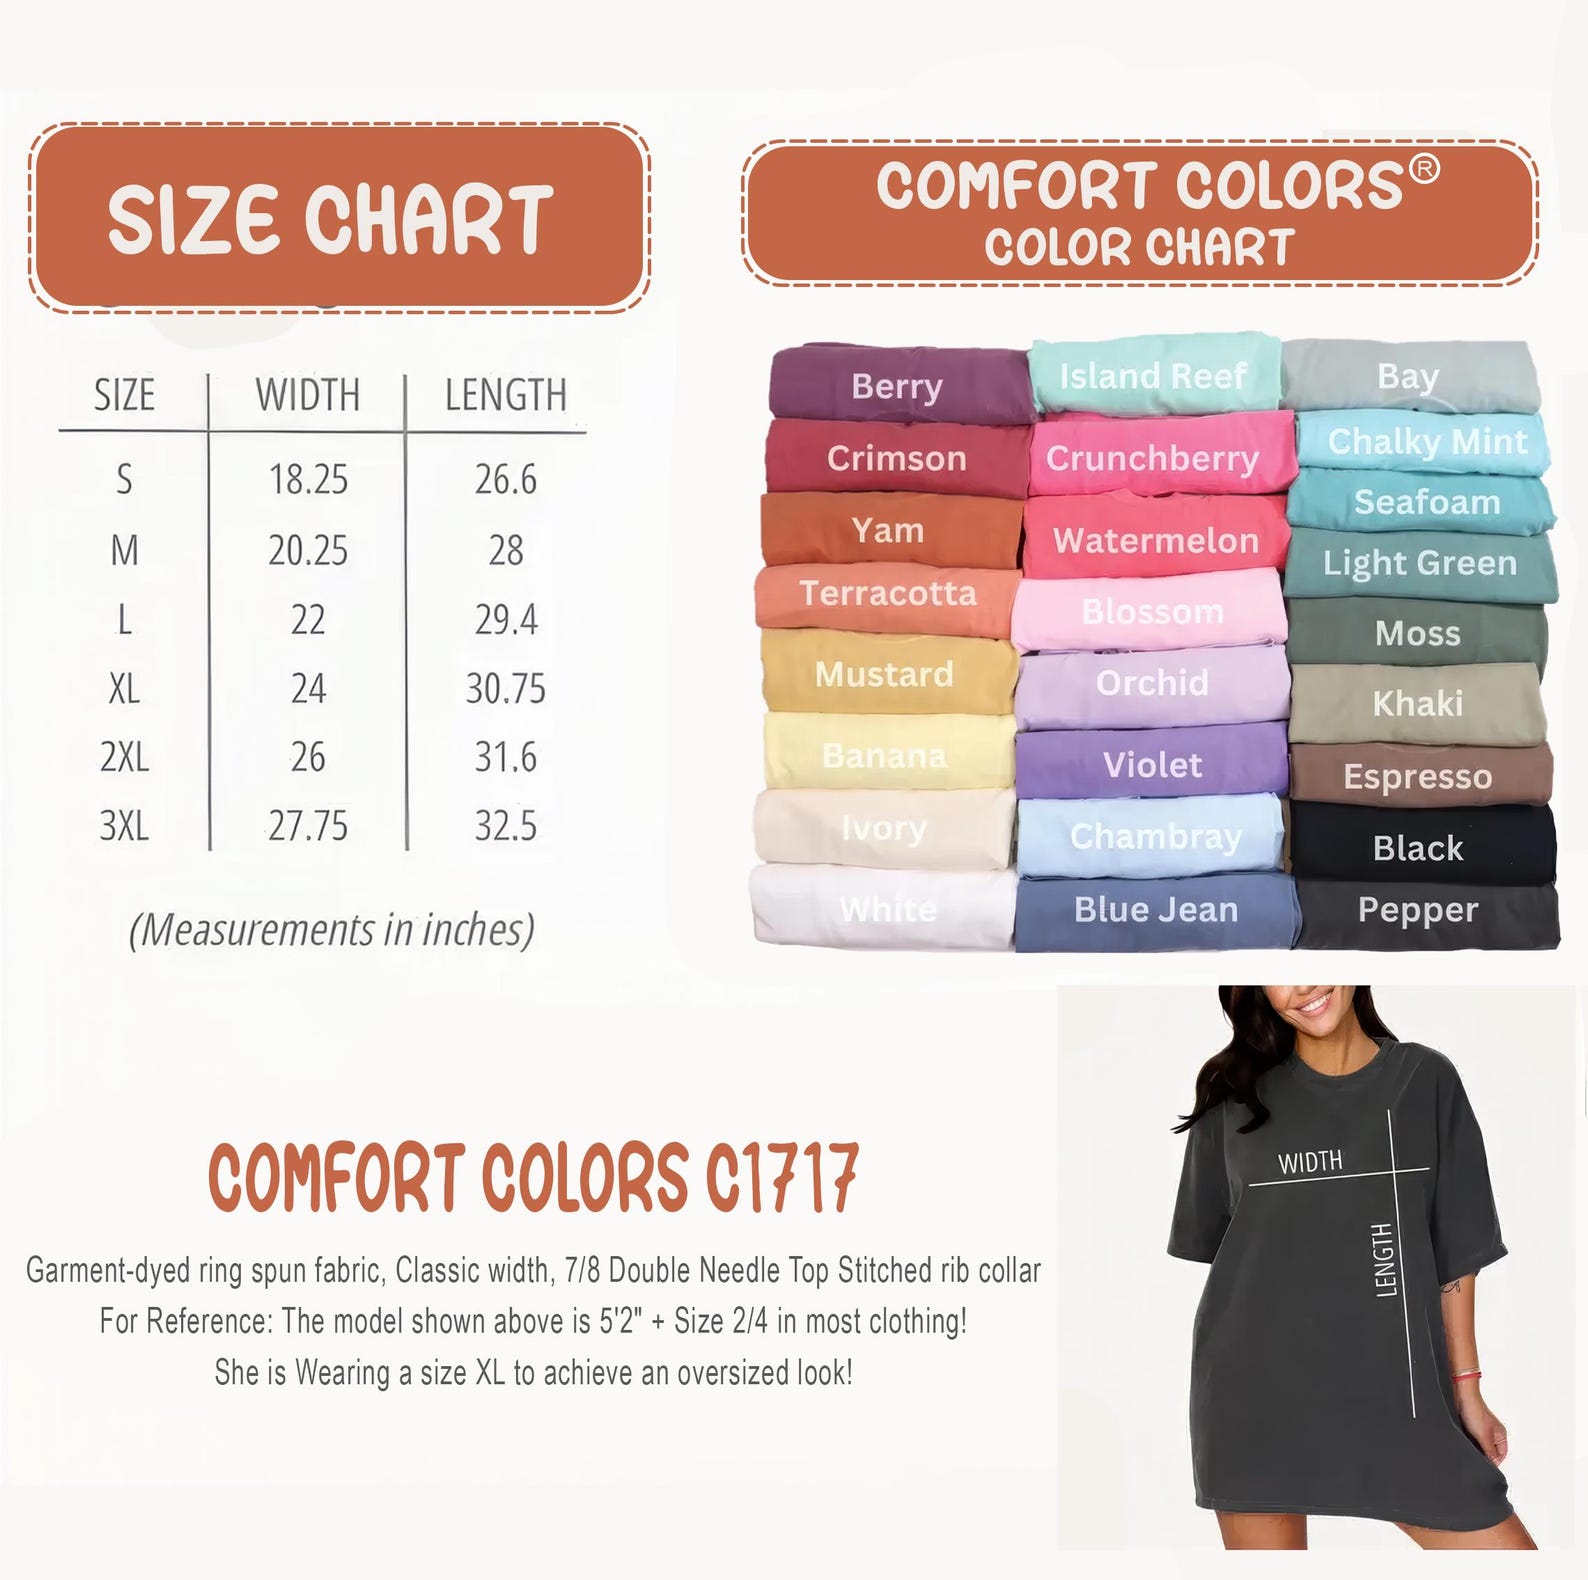 SIZE CHART
SIZE WIDTH LENGTH
S 18.25 26.6
M 20.25 28
L 22 29.4
XL 24 30.75
2XL 26 31.6
3XL 27.75 32.5
(Measurements in inches)
COMFORT COLORS®
COLOR CHART
Berry
Crimson
Yam
Terracotta
Mustard
Banana
Ivory
White
Island Reef
Crunchberry
Watermelon
Blossom
Orchid
Violet
Chambray
Blue Jean
Bay
Chalky Mint
Seafoam
Light Green
Moss
Khaki
Espresso
Black
Pepper
COMFORT COLORS C1717
Garment-dyed ring spun fabric, Classic width, 7/8 Double Needle Top Stitched rib collar
For Reference: The model shown above is 5'2" + Size 2/4 in most clothing!
She is Wearing a size XL to achieve an oversized look!
WIDTH
LENGTH